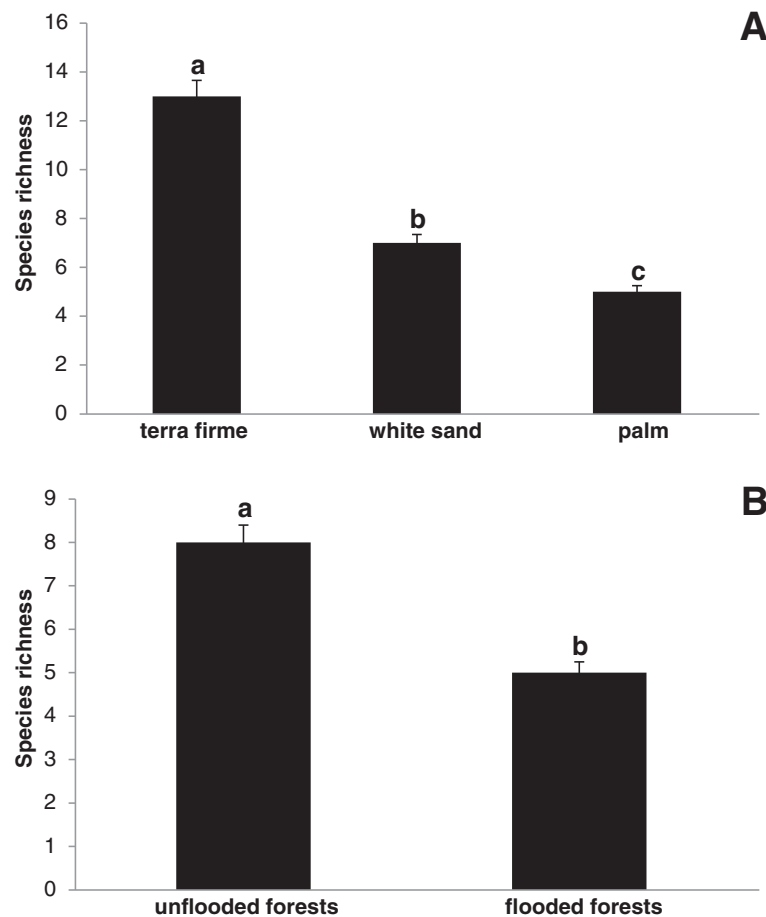 A
16
14
12
10
8
6
4
2
0
Species richness
a
b
c
terra firme white sand palm
B
9
8
7
6
5
4
3
2
1
0
Species richness
a
b
unflooded forests flooded forests